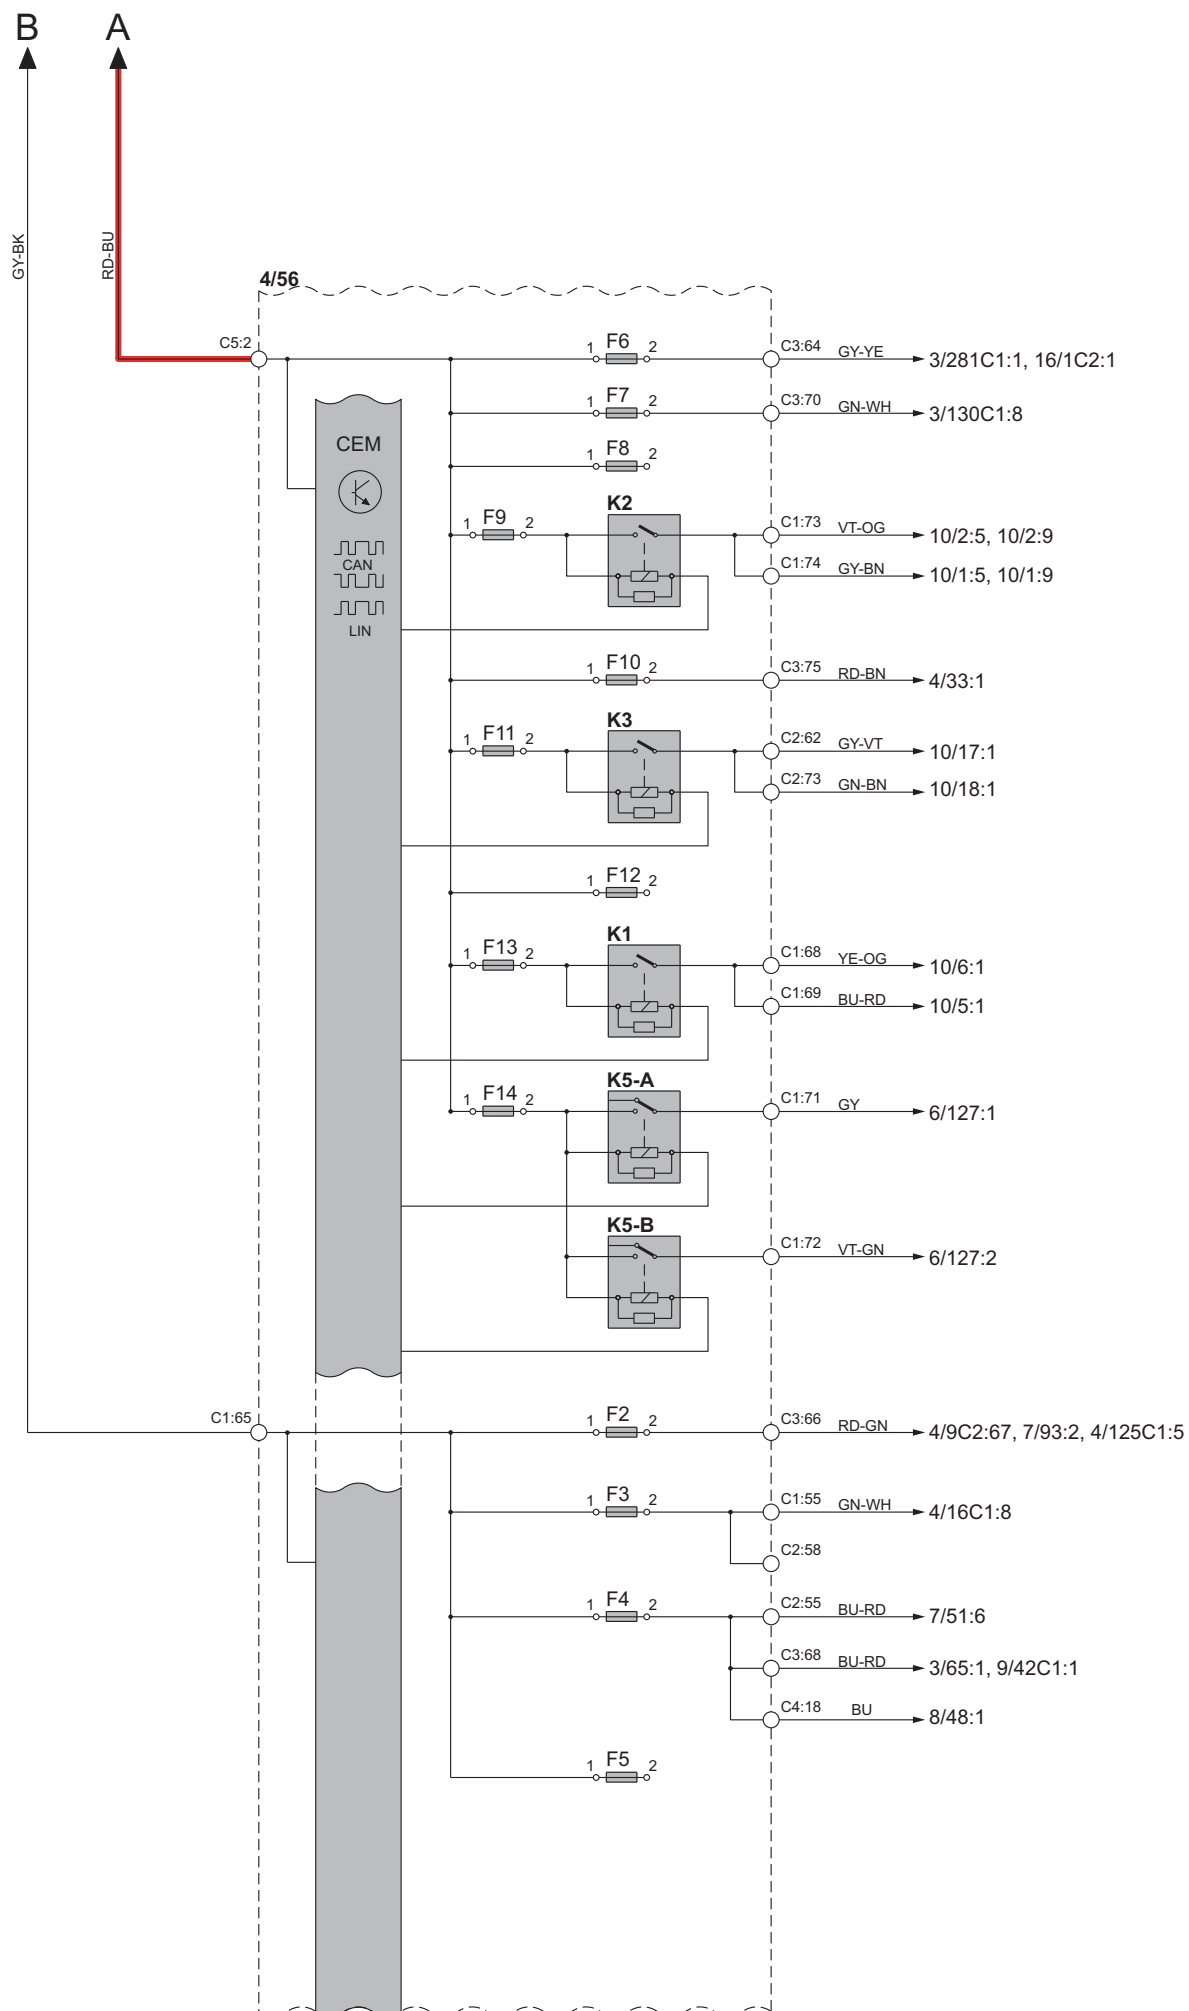 B A
GY-BK
RD-BU
4/56
C5:2
1 F6 2 C3:64 GY-YE 3/281C1:1, 16/1C2:1
1 F7 2 C3:70 GN-WH 3/130C1:8
CEM
1 F8 2
CAN
LIN
K2
1 F9 2 C1:73 VT-OG 10/2:5, 10/2:9
C1:74 GY-BN 10/1:5, 10/1:9
1 F10 2 C3:75 RD-BN 4/33:1
K3
1 F11 2 C2:62 GY-VT 10/17:1
C2:73 GN-BN 10/18:1
1 F12 2
K1
1 F13 2 C1:68 YE-OG 10/6:1
C1:69 BU-RD 10/5:1
K5-A
1 F14 2 C1:71 GY 6/127:1
K5-B
C1:72 VT-GN 6/127:2
C1:65
1 F2 2 C3:66 RD-GN 4/9C2:67, 7/93:2, 4/125C1:5
1 F3 2 C1:55 GN-WH 4/16C1:8
C2:58
1 F4 2 C2:55 BU-RD 7/51:6
C3:68 BU-RD 3/65:1, 9/42C1:1
C4:18 BU 8/48:1
1 F5 2